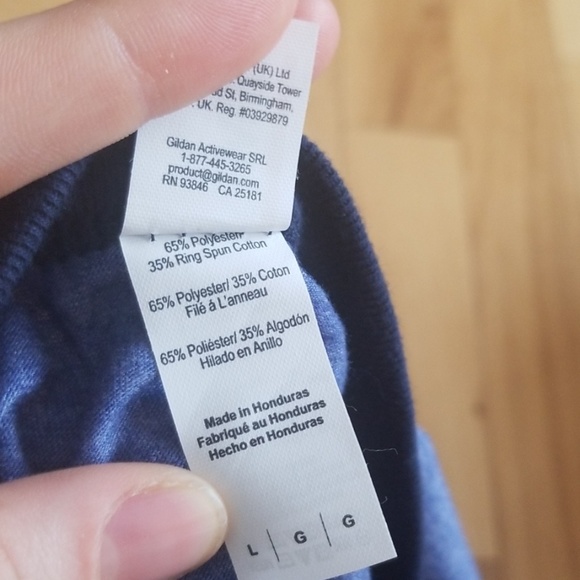 (UK) Ltd
Quayside Tower
St, Birmingham,
UK. Reg. #03929879
Gildan Activewear SRL
1-877-445-3265
product@gildan.com
RN 93846 CA 25181
65% Polyester/
35% Ring Spun Cotton
65% Polyester/ 35% Coton
Filé á L'anneau
65% Poliéster/ 35% Algodón
Hilado en Anillo
Made in Honduras
Fabriqué au Honduras
Hecho en Honduras
L | G | G